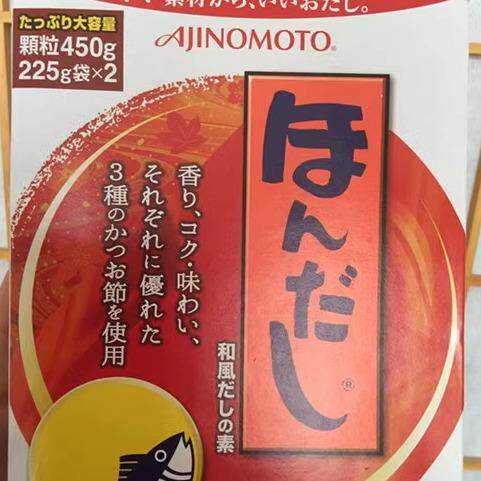 素材から、いいおだし。
たっぷり大容量
顆粒450g
225g袋×2
AJINOMOTO®
ほんだし®
香り、コク・味わい、
それぞれに優れた
3種のかつお節を使用
和風だしの素